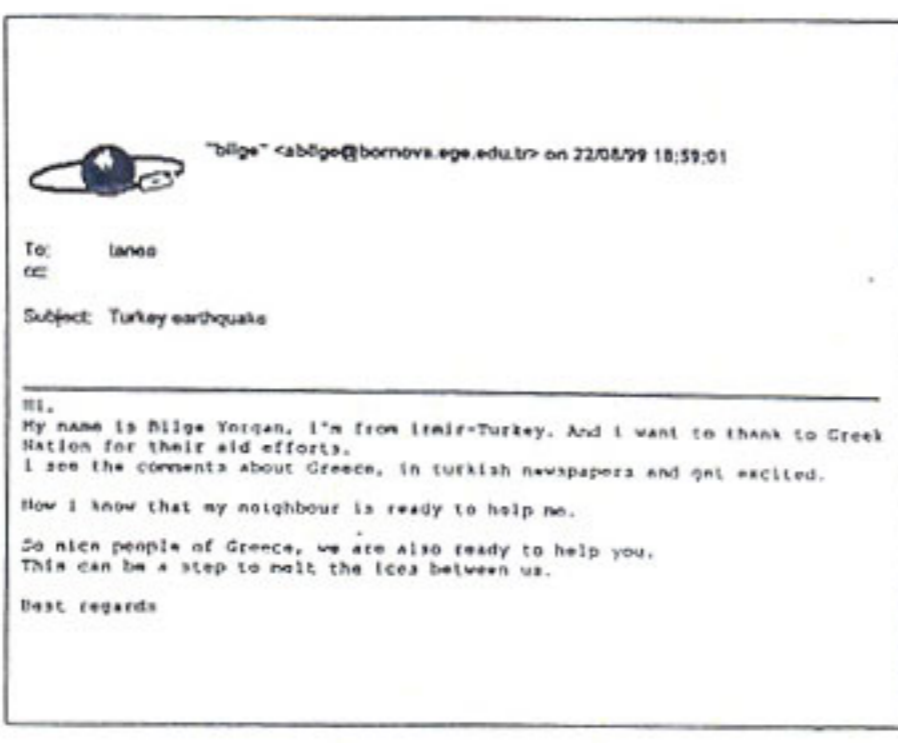 "bilge" <abilge@bornova.ege.edu.tr> on 22/08/99 18:59:01
To:
cc:
Subject: Turkey earthquake
Hi,
My name is Bilge Yorgan, i'm from izmir-Turkey. And i want to thank to Greek
Nation for their aid efforts.
i see the comments about Greece, in turkish newspapers and get excited.
Now i know that my neighbour is ready to help me.
So nice people of Greece, we are also ready to help you.
This can be a step to melt the ices between us.
Best regards